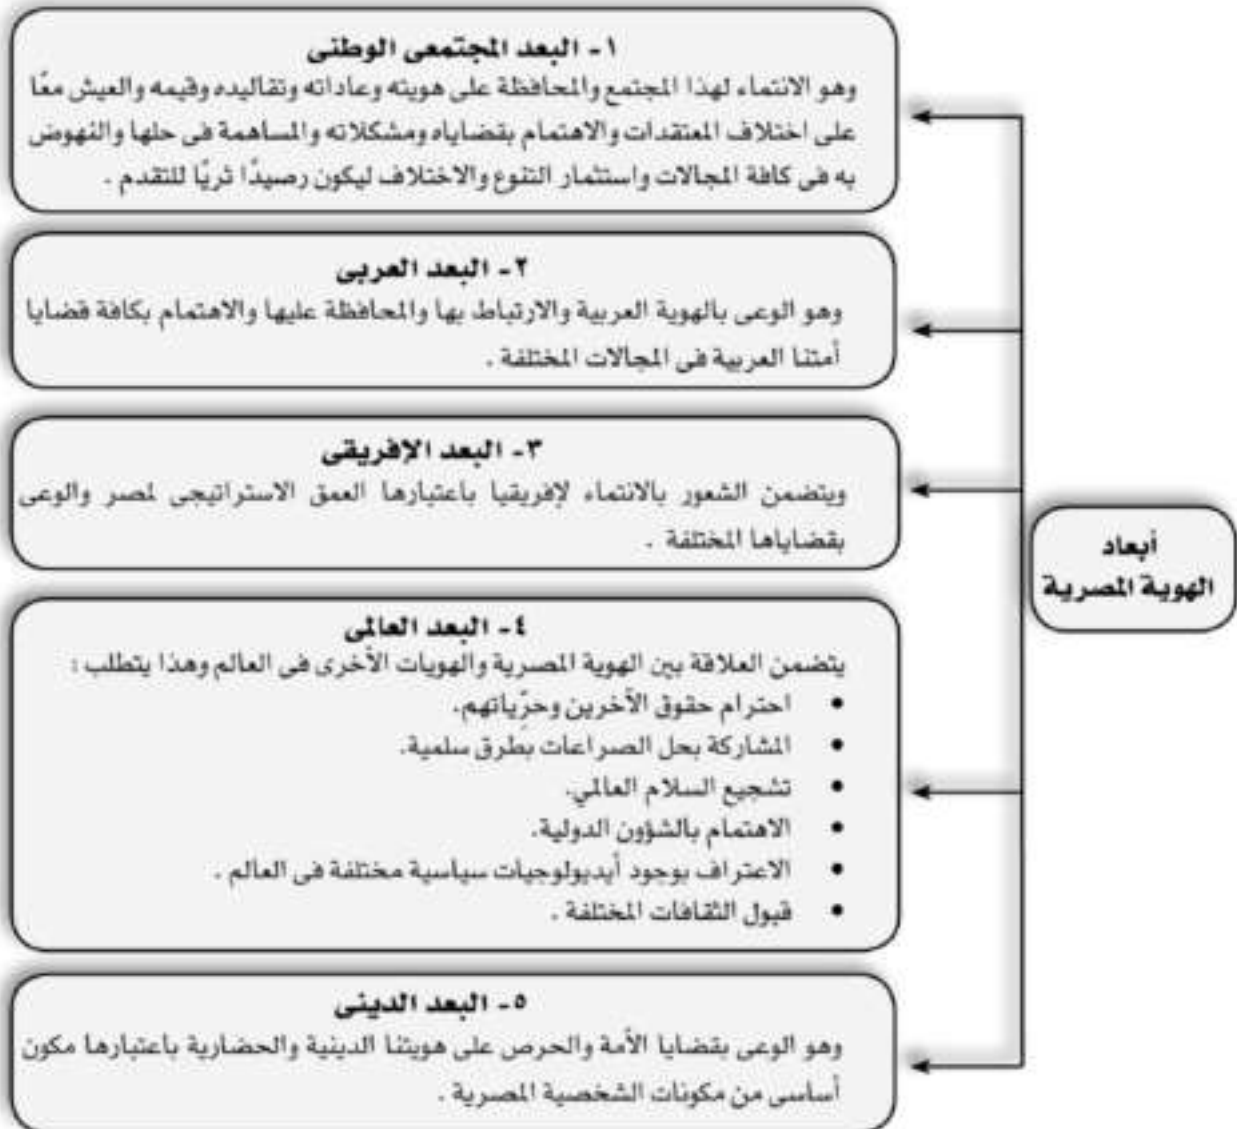 أبعاد
الهوية المصرية
١- البعد المجتمعى الوطنى
وهو الانتماء لهذا المجتمع والمحافظة على هويته وعاداته وتقاليده وقيمه والعيش معًا
على اختلاف المعتقدات والاهتمام بقضاياه ومشكلاته والمساهمة فى حلها والنهوض
به فى كافة المجالات واستثمار التنوع والاختلاف ليكون رصيدًا ثريًا للتقدم .
٢- البعد العربى
وهو الوعى بالهوية العربية والارتباط بها والمحافظة عليها والاهتمام بكافة قضايا
أمتنا العربية فى المجالات المختلفة .
٣- البعد الإفريقى
ويتضمن الشعور بالانتماء لإفريقيا باعتبارها العمق الاستراتيجى لمصر والوعى
بقضاياها المختلفة .
٤- البعد العالمى
يتضمن العلاقة بين الهوية المصرية والهويات الأخرى فى العالم وهذا يتطلب :
• احترام حقوق الآخرين وحرِّياتهم.
• المشاركة بحل الصراعات بطرق سلمية.
• تشجيع السلام العالمي.
• الاهتمام بالشؤون الدولية.
• الاعتراف بوجود أيديولوجيات سياسية مختلفة فى العالم .
• قبول الثقافات المختلفة .
٥- البعد الدينى
وهو الوعى بقضايا الأمة والحرص على هويتنا الدينية والحضارية باعتبارها مكون
أساسى من مكونات الشخصية المصرية .